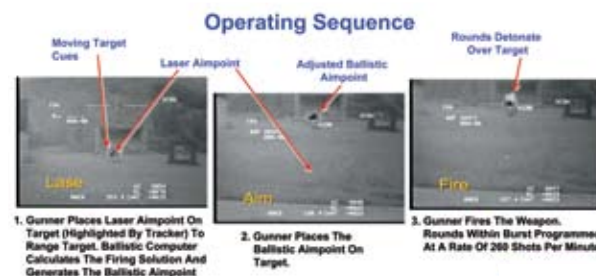 Operating Sequence
Moving Target
Cues
Laser Aimpoint
Adjusted Ballistic
Aimpoint
Rounds Detonate
Over Target
Lase
Aim
Fire
1. Gunner Places Laser Aimpoint On
Target (Highlighted By Tracker) To
Range Target. Ballistic Computer
Calculates The Firing Solution And
Generates The Ballistic Aimpoint
2. Gunner Places The
Ballistic Aimpoint On
Target.
3. Gunner Fires The Weapon.
Rounds Within Burst Programmed
At A Rate Of 260 Shots Per Minute